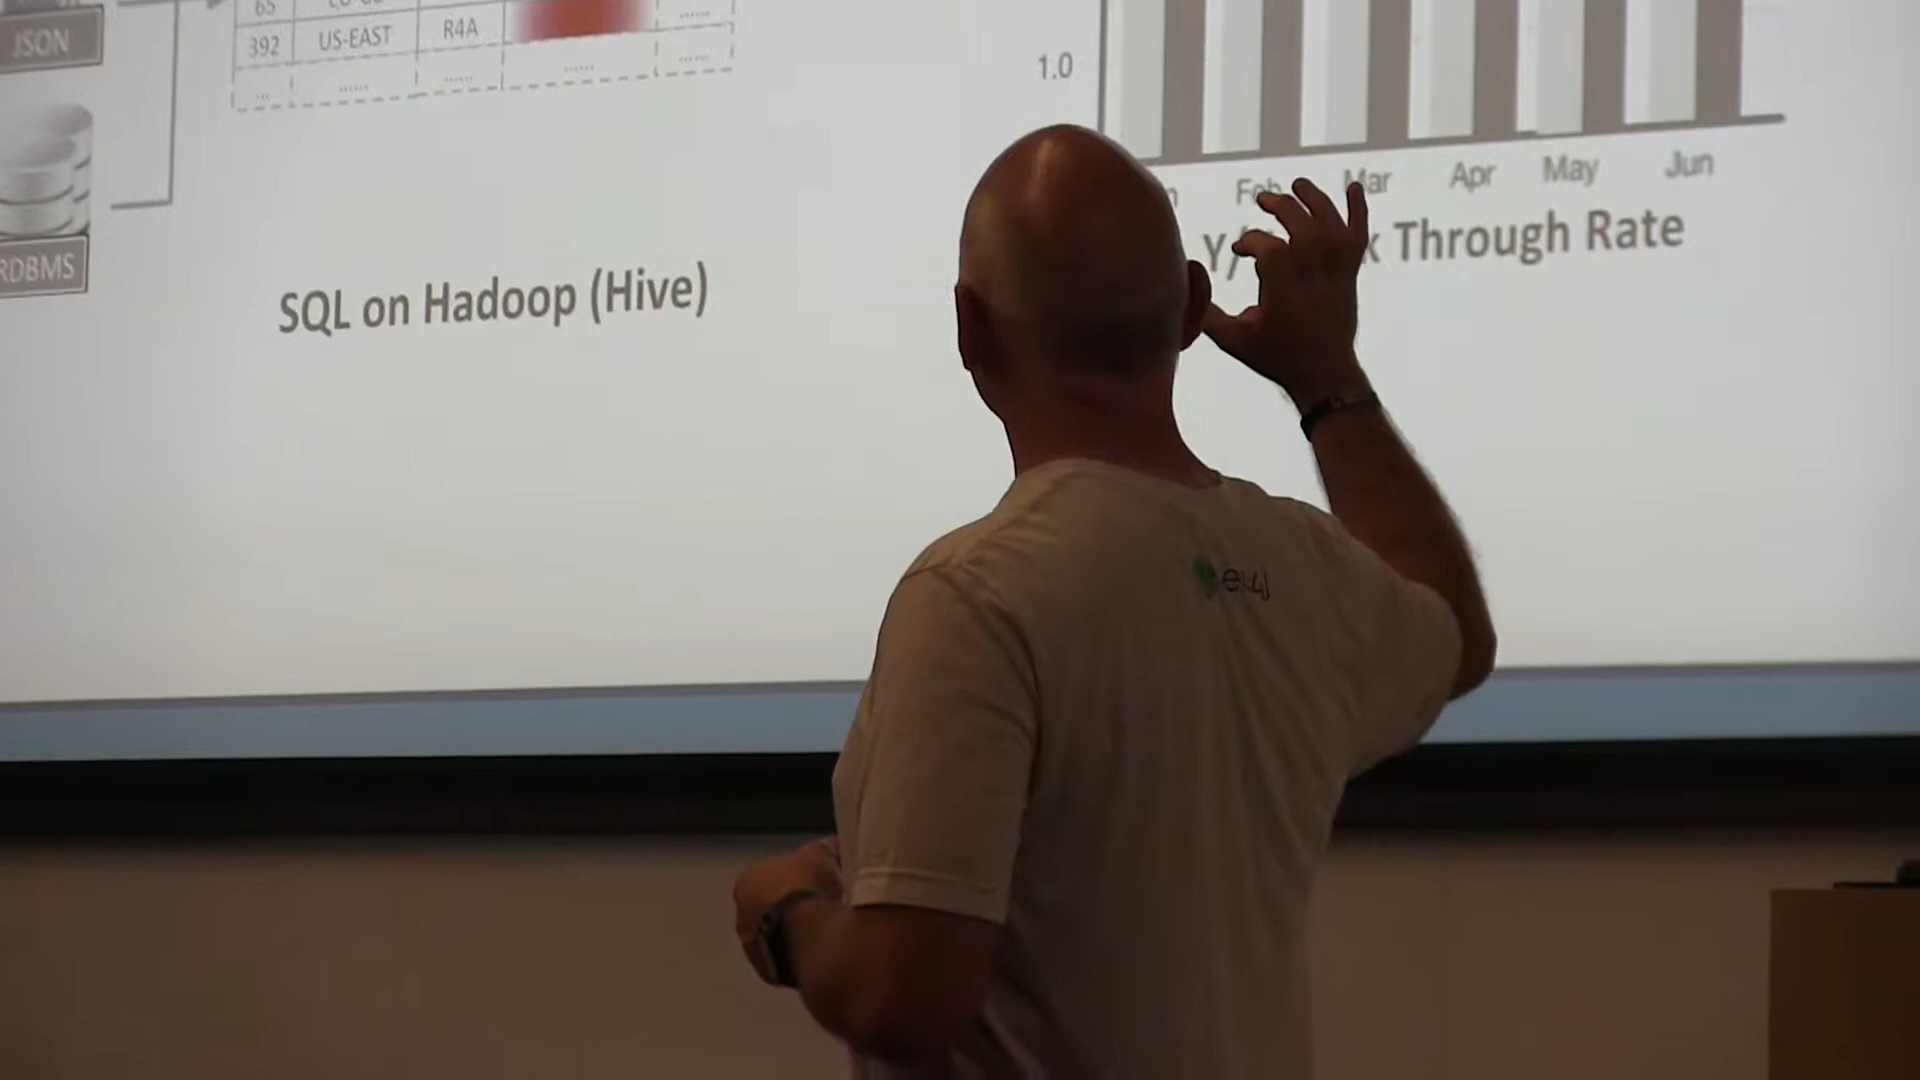 JSON
65
392 US-EAST R4A ......
... ...... ...... ...... ......
RDBMS
SQL on Hadoop (Hive)
1.0
Feb Mar Apr May Jun
Through Rate